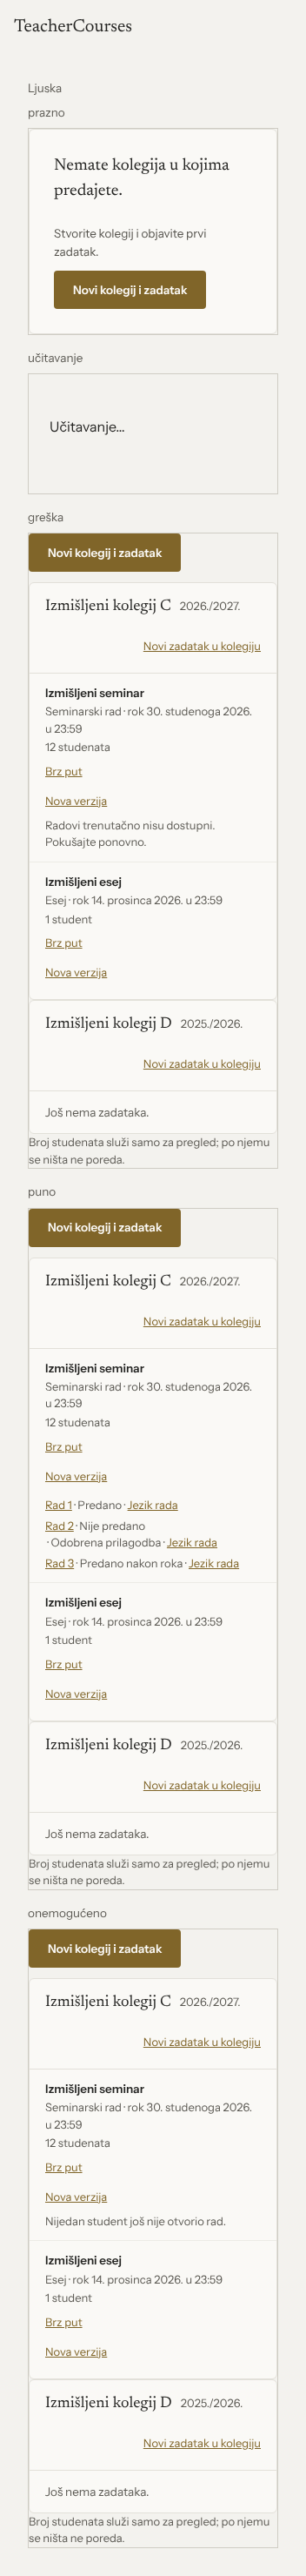 TeacherCourses
Ljuska
prazno
Nemate kolegija u kojima
predajete.
Stvorite kolegij i objavite prvi
zadatak.
Novi kolegij i zadatak
učitavanje
Učitavanje…
greška
Novi kolegij i zadatak
Izmišljeni kolegij C 2026./2027.
Novi zadatak u kolegiju
Izmišljeni seminar
Seminarski rad · rok 30. studenoga 2026.
u 23:59
12 studenata
Brz put
Nova verzija
Radovi trenutačno nisu dostupni.
Pokušajte ponovno.
Izmišljeni esej
Esej · rok 14. prosinca 2026. u 23:59
1 student
Brz put
Nova verzija
Izmišljeni kolegij D 2025./2026.
Novi zadatak u kolegiju
Još nema zadataka.
Broj studenata služi samo za pregled; po njemu
se ništa ne poreda.
puno
Novi kolegij i zadatak
Izmišljeni kolegij C 2026./2027.
Novi zadatak u kolegiju
Izmišljeni seminar
Seminarski rad · rok 30. studenoga 2026.
u 23:59
12 studenata
Brz put
Nova verzija
Rad 1 · Predano · Jezik rada
Rad 2 · Nije predano
· Odobrena prilagodba · Jezik rada
Rad 3 · Predano nakon roka · Jezik rada
Izmišljeni esej
Esej · rok 14. prosinca 2026. u 23:59
1 student
Brz put
Nova verzija
Izmišljeni kolegij D 2025./2026.
Novi zadatak u kolegiju
Još nema zadataka.
Broj studenata služi samo za pregled; po njemu
se ništa ne poreda.
onemogućeno
Novi kolegij i zadatak
Izmišljeni kolegij C 2026./2027.
Novi zadatak u kolegiju
Izmišljeni seminar
Seminarski rad · rok 30. studenoga 2026.
u 23:59
12 studenata
Brz put
Nova verzija
Nijedan student još nije otvorio rad.
Izmišljeni esej
Esej · rok 14. prosinca 2026. u 23:59
1 student
Brz put
Nova verzija
Izmišljeni kolegij D 2025./2026.
Novi zadatak u kolegiju
Još nema zadataka.
Broj studenata služi samo za pregled; po njemu
se ništa ne poreda.